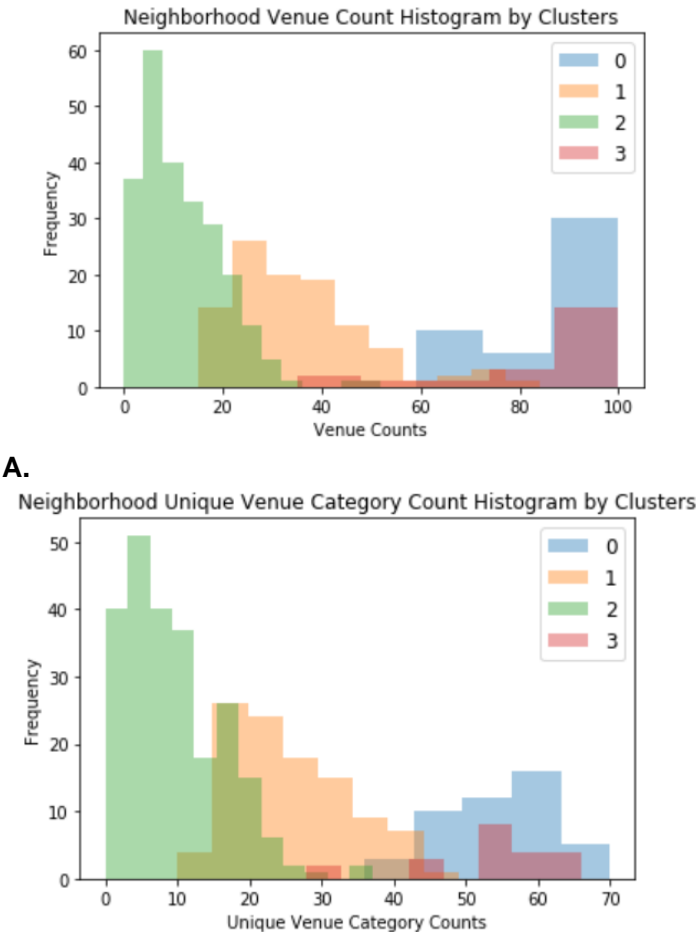 Neighborhood Venue Count Histogram by Clusters
60
50
40
30
20
10
0
Frequency
0
1
2
3
0 20 40 60 80 100
Venue Counts
A.
Neighborhood Unique Venue Category Count Histogram by Clusters
50
40
30
20
10
0
Frequency
0
1
2
3
0 10 20 30 40 50 60 70
Unique Venue Category Counts